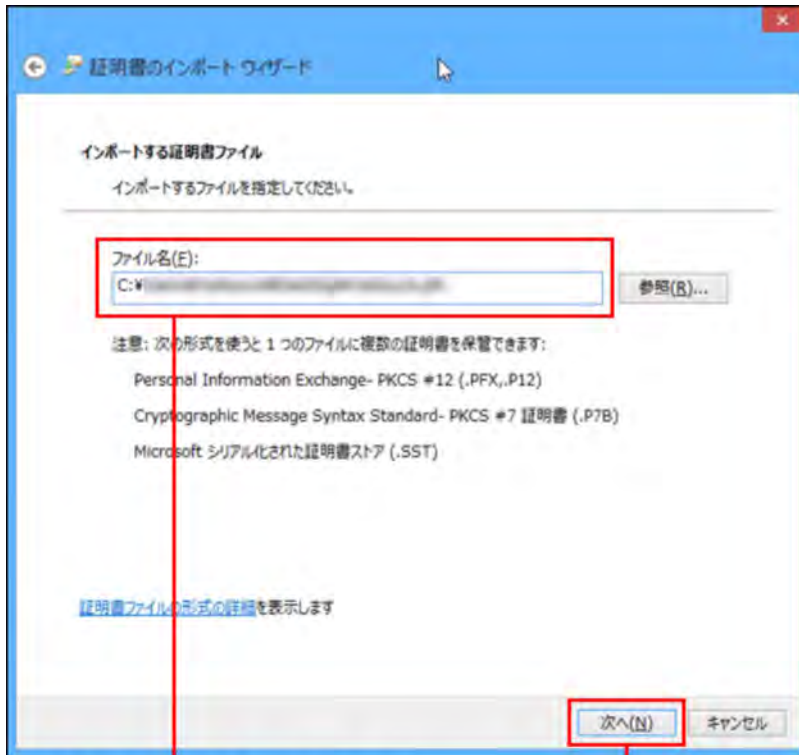 証明書のインポート ウィザード
インポートする証明書ファイル
インポートするファイルを指定してください。
ファイル名(F):
C:¥
参照(R)...
注意: 次の形式を使うと 1 つのファイルに複数の証明書を保管できます:
Personal Information Exchange- PKCS #12 (.PFX,.P12)
Cryptographic Message Syntax Standard- PKCS #7 証明書 (.P7B)
Microsoft シリアル化された証明書ストア (.SST)
証明書ファイルの形式の詳細を表示します
次へ(N)
キャンセル